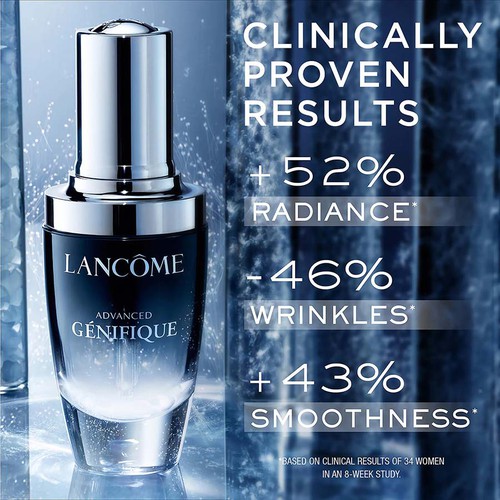 CLINICALLY
PROVEN
RESULTS
+52%
RADIANCE*
-46%
WRINKLES*
+43%
SMOOTHNESS*
*BASED ON CLINICAL RESULTS OF 34 WOMEN
IN AN 8-WEEK STUDY.
LANCÔME
ADVANCED
GÉNIFIQUE